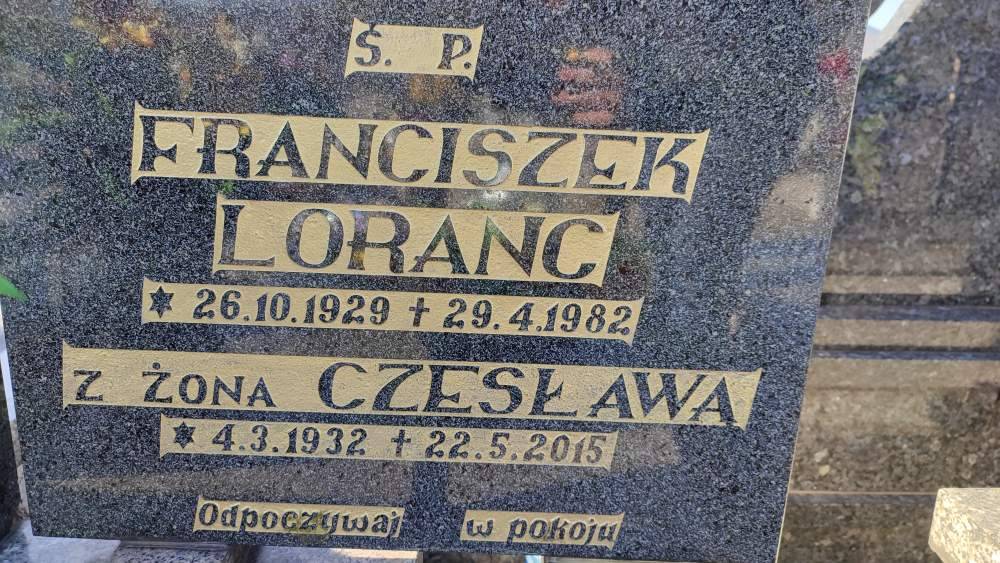 Ś. P.
FRANCISZEK
LORANC
* 26.10.1929 † 29.4.1982
Z ŻONA CZESŁAWA
* 4.3.1932 † 22.5.2015
Odpoczywaj w pokoju